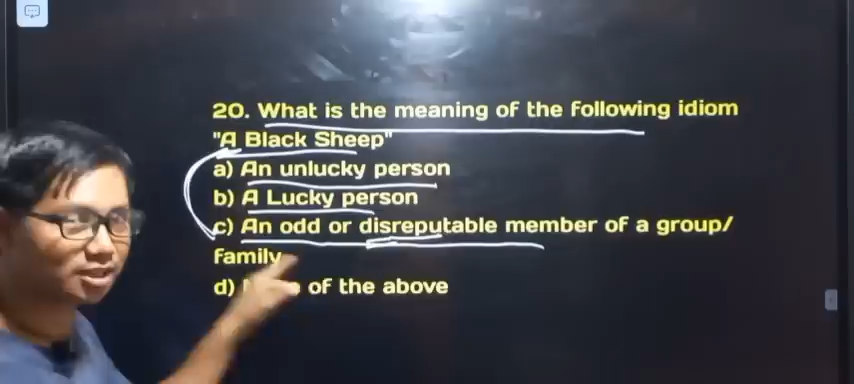 20. What is the meaning of the following idiom
"A Black Sheep"
a) An unlucky person
b) A Lucky person
c) An odd or disreputable member of a group/
family
d) of the above